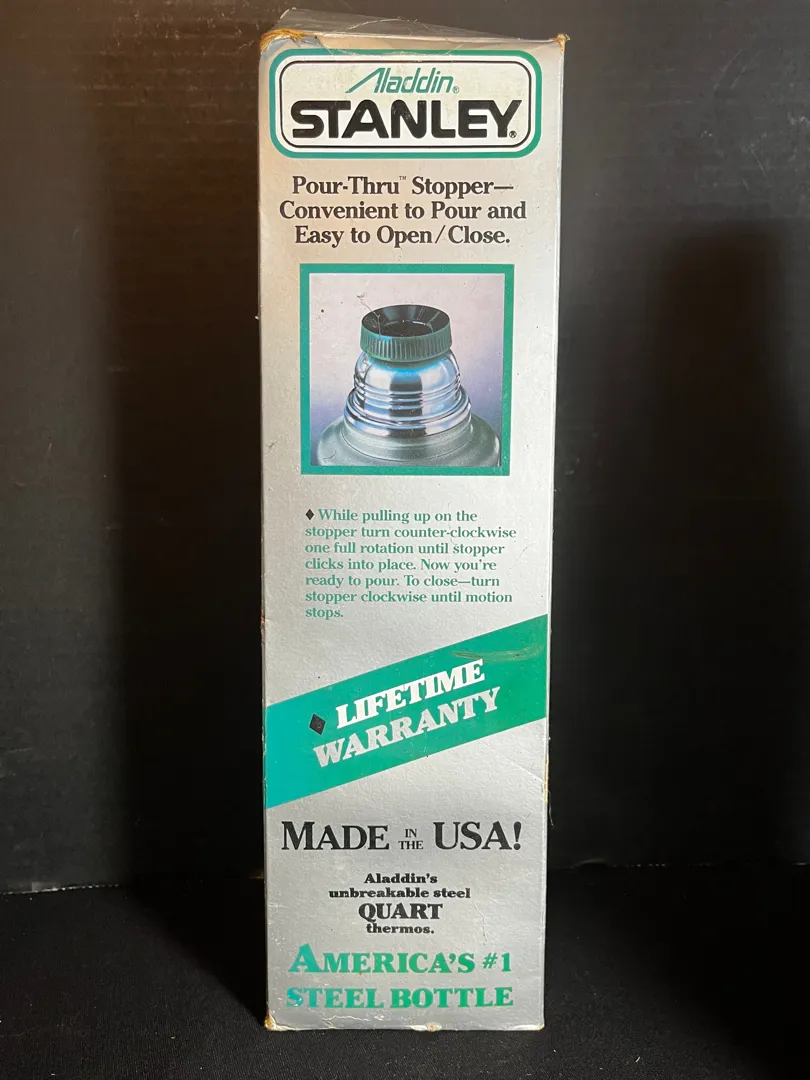 Aladdin®
STANLEY®
Pour-Thru™ Stopper—
Convenient to Pour and
Easy to Open/Close.
♦ While pulling up on the
stopper turn counter-clockwise
one full rotation until stopper
clicks into place. Now you're
ready to pour. To close—turn
stopper clockwise until motion
stops.
♦ LIFETIME
WARRANTY
MADE IN THE USA!
Aladdin's
unbreakable steel
QUART
thermos.
AMERICA'S #1
STEEL BOTTLE